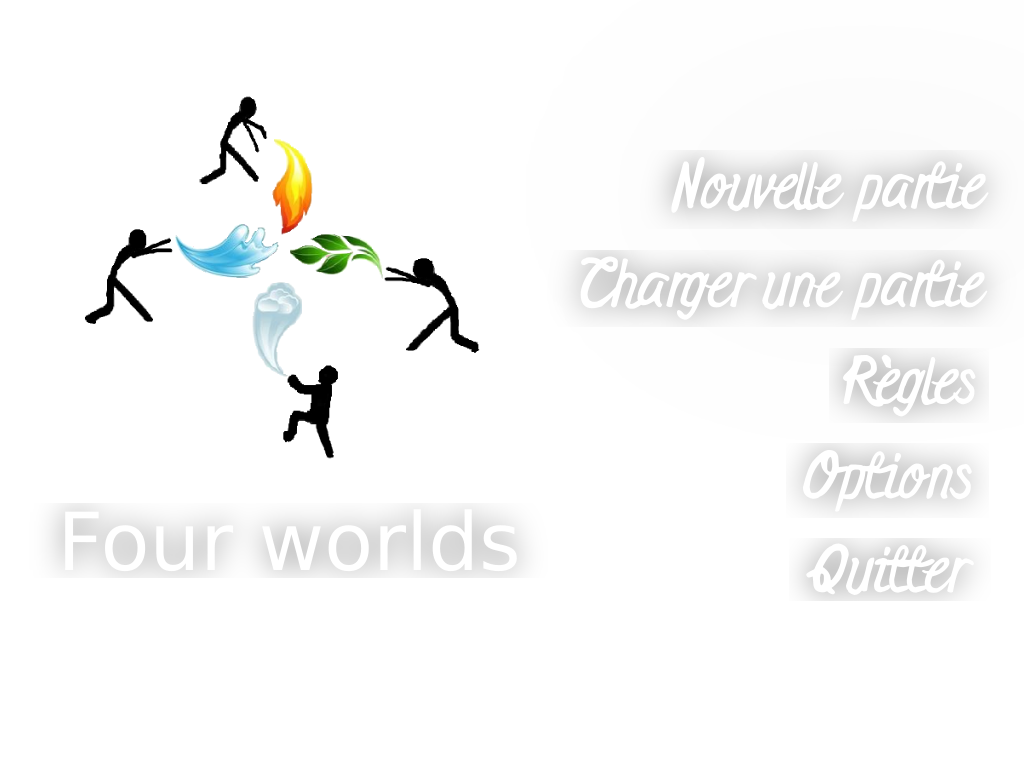 Nouvelle partie
Charger une partie
Règles
Options
Quitter
Four worlds